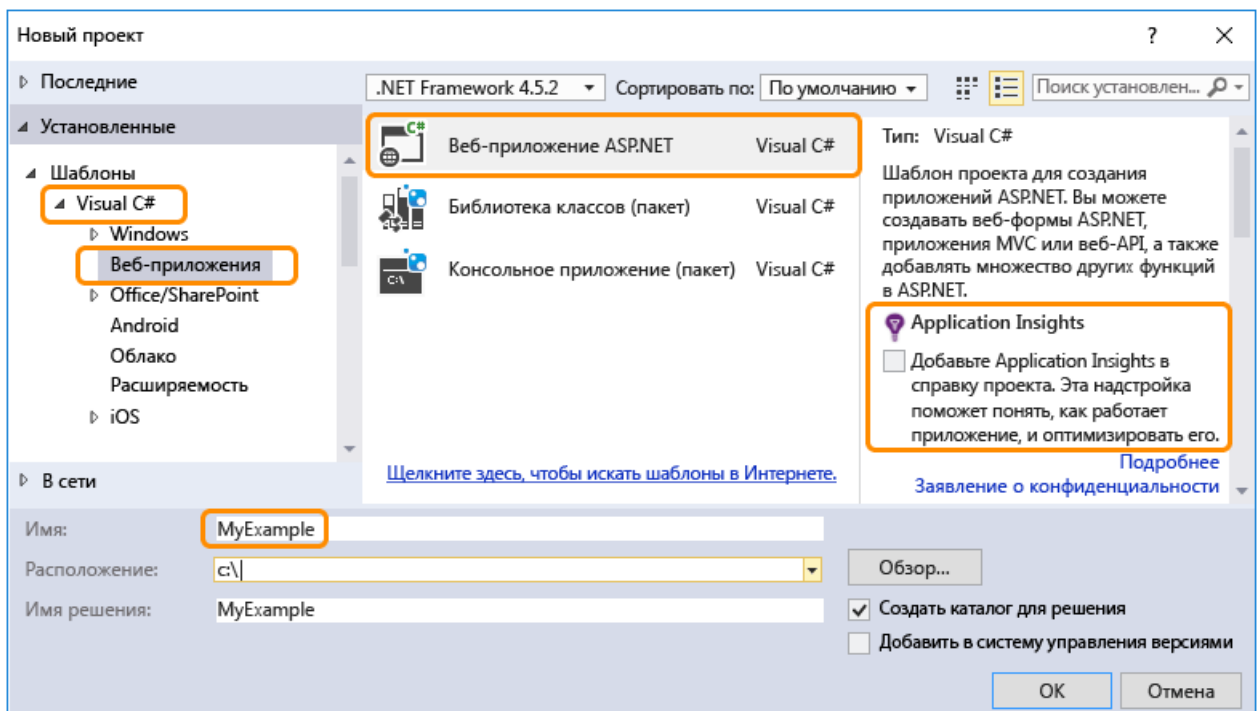 Новый проект
Последние
.NET Framework 4.5.2
Сортировать по:
По умолчанию
Поиск установлен...
Установленные
Шаблоны
Visual C#
Windows
Веб-приложения
Office/SharePoint
Android
Облако
Расширяемость
iOS
В сети
C#
Веб-приложение ASP.NET Visual C#
Библиотека классов (пакет) Visual C#
C:\
Консольное приложение (пакет) Visual C#
Щелкните здесь, чтобы искать шаблоны в Интернете.
Тип: Visual C#
Шаблон проекта для создания
приложений ASP.NET. Вы можете
создавать веб-формы ASP.NET,
приложения MVC или веб-API, а также
добавлять множество других функций
в ASP.NET.
Application Insights
Добавьте Application Insights в
справку проекта. Эта надстройка
поможет понять, как работает
приложение, и оптимизировать его.
Подробнее
Заявление о конфиденциальности
Имя: MyExample
Расположение: c:\
Обзор...
Имя решения: MyExample
Создать каталог для решения
Добавить в систему управления версиями
ОК
Отмена